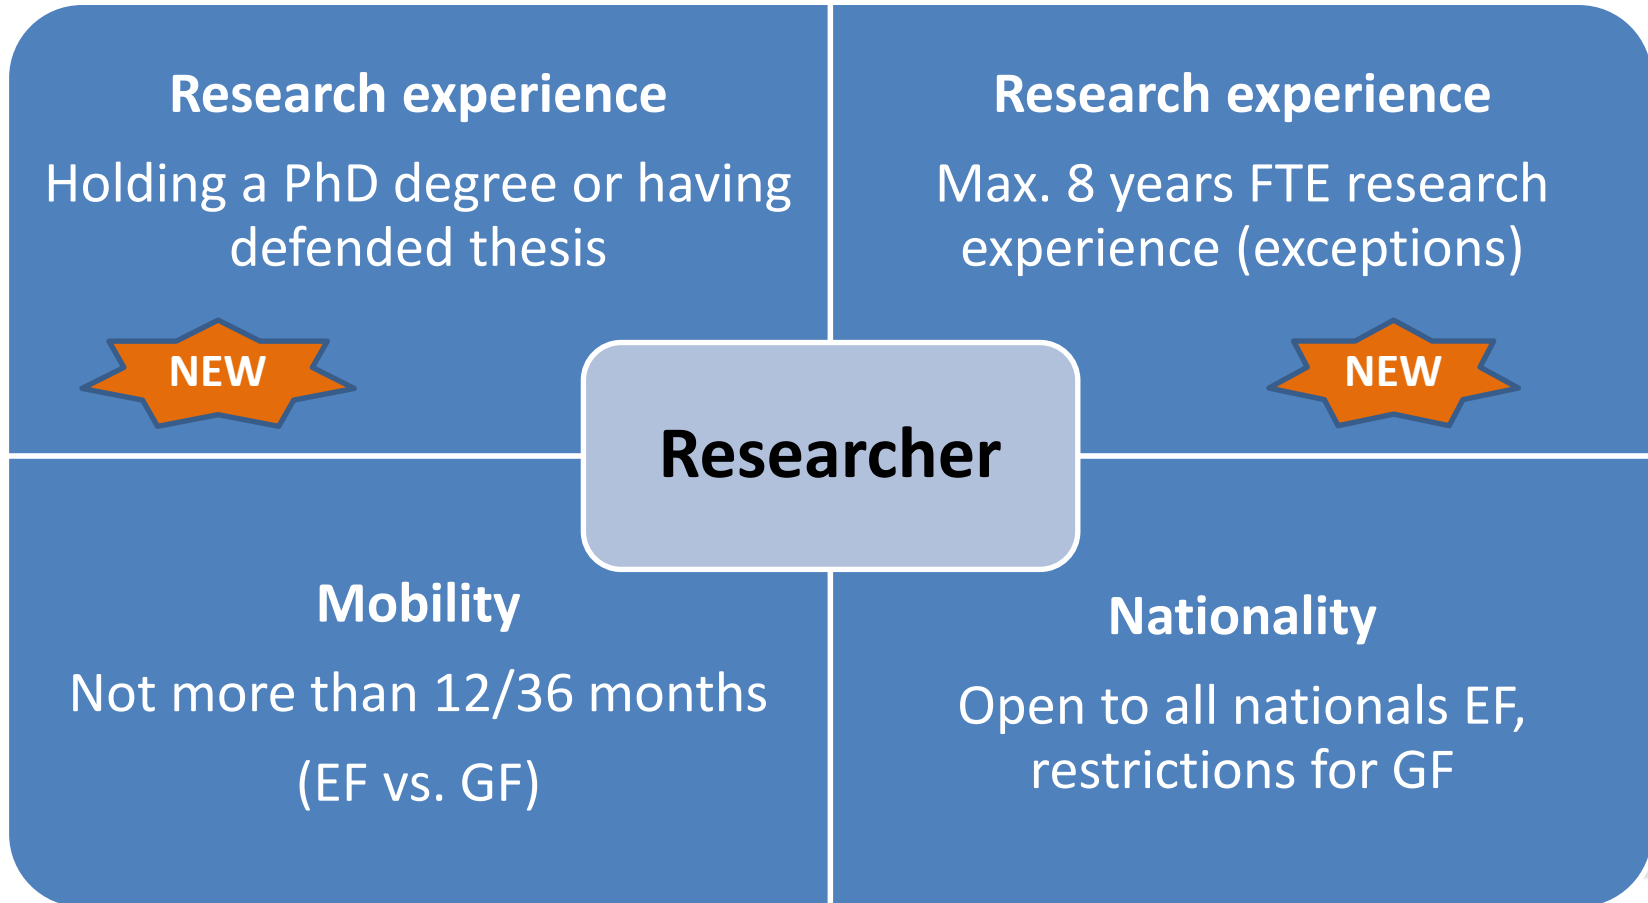 Research experience
Holding a PhD degree or having
defended thesis
NEW
Research experience
Max. 8 years FTE research
experience (exceptions)
NEW
Researcher
Mobility
Not more than 12/36 months
(EF vs. GF)
Nationality
Open to all nationals EF,
restrictions for GF